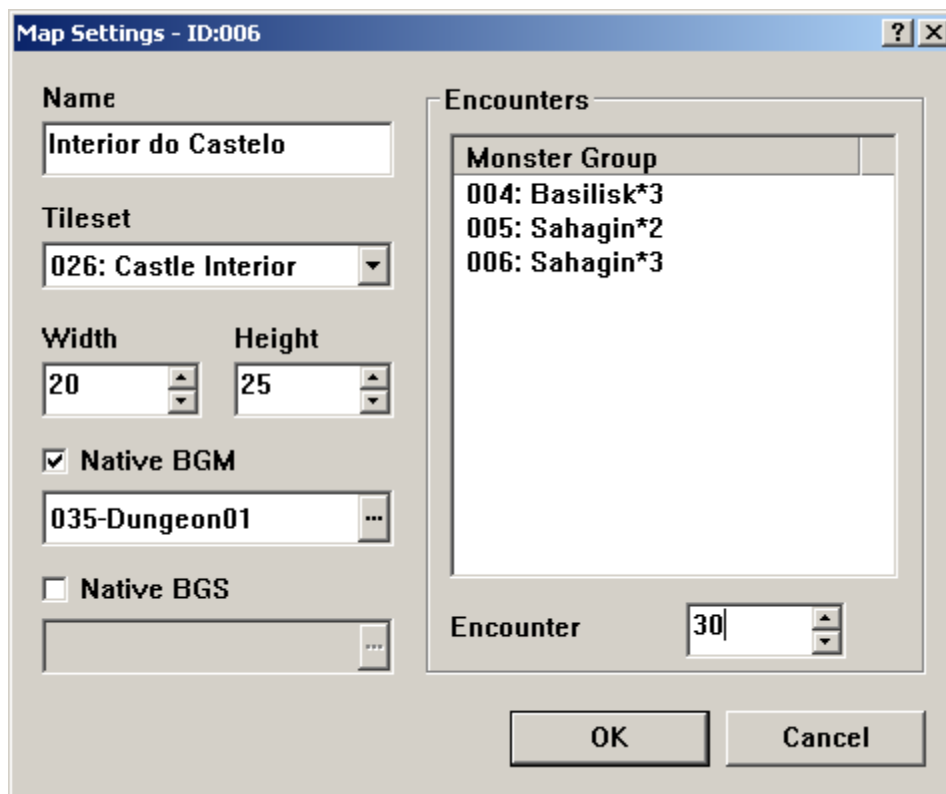 Map Settings - ID:006
Name
Interior do Castelo
Tileset
026: Castle Interior
Width Height
20 25
Native BGM
035-Dungeon01
...
Native BGS
...
Encounters
Monster Group
004: Basilisk*3
005: Sahagin*2
006: Sahagin*3
Encounter 30
OK Cancel